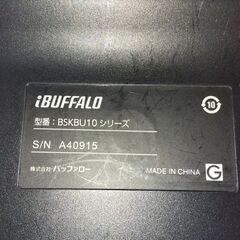 iBUFFALO
10
型番：BSKBU10 シリーズ
S/N A40915
株式会社 バッファロー
MADE IN CHINA
G